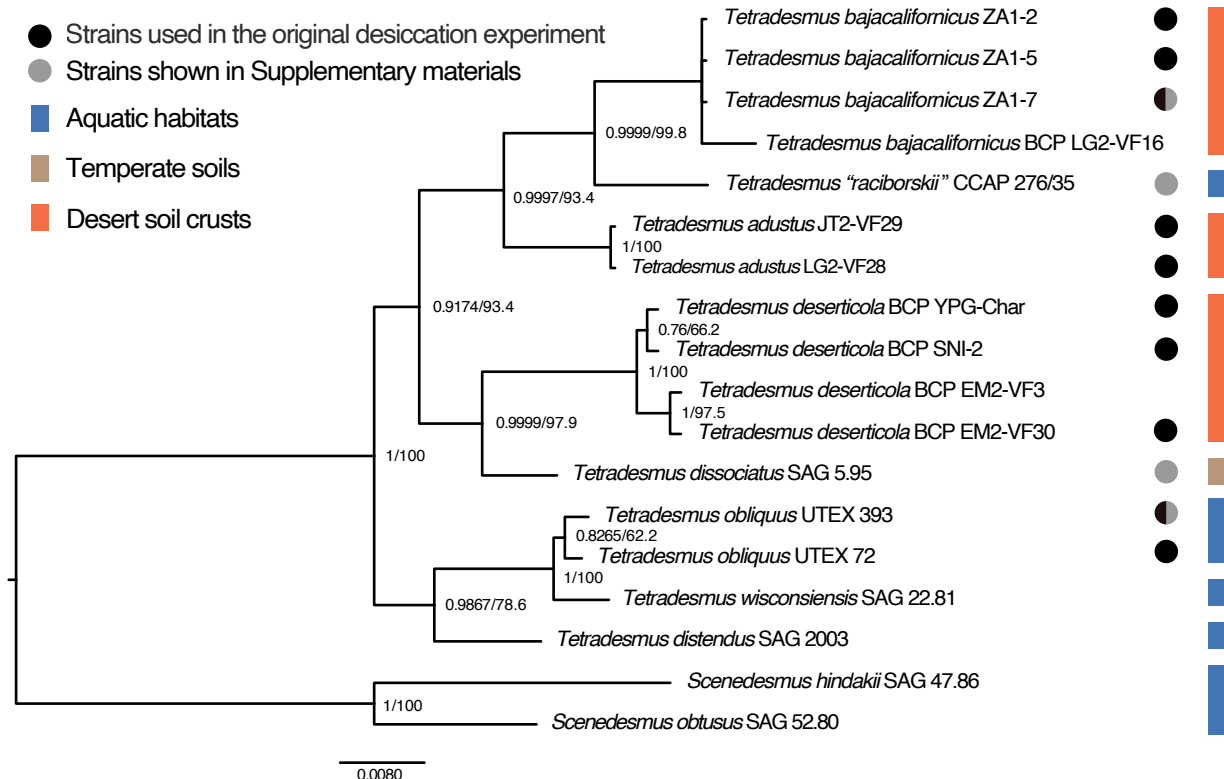 Strains used in the original desiccation experiment
Strains shown in Supplementary materials
Aquatic habitats
Temperate soils
Desert soil crusts
Tetradesmus bajacalifornicus ZA1-2
Tetradesmus bajacalifornicus ZA1-5
Tetradesmus bajacalifornicus ZA1-7
0.9999/99.8
Tetradesmus bajacalifornicus BCP LG2-VF16
Tetradesmus "raciborskii" CCAP 276/35
0.9997/93.4
Tetradesmus adustus JT2-VF29
1/100
Tetradesmus adustus LG2-VF28
0.9174/93.4
Tetradesmus deserticola BCP YPG-Char
0.76/66.2
Tetradesmus deserticola BCP SNI-2
1/100
Tetradesmus deserticola BCP EM2-VF3
1/97.5
0.9999/97.9
Tetradesmus deserticola BCP EM2-VF30
1/100
Tetradesmus dissociatus SAG 5.95
Tetradesmus obliquus UTEX 393
0.8265/62.2
Tetradesmus obliquus UTEX 72
1/100
0.9867/78.6
Tetradesmus wisconsiensis SAG 22.81
Tetradesmus distendus SAG 2003
Scenedesmus hindakii SAG 47.86
1/100
Scenedesmus obtusus SAG 52.80
0.0080